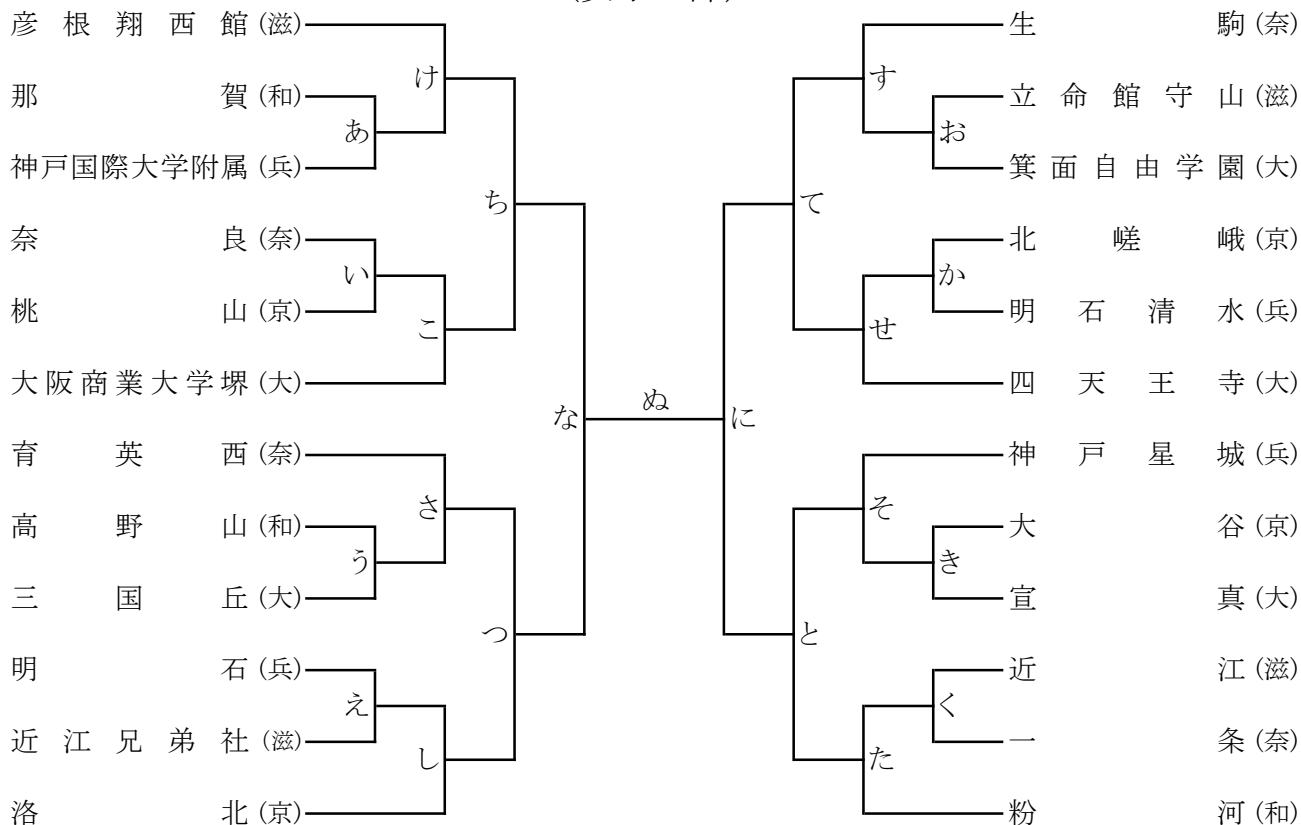 彦根翔西館(滋)
那賀(和)
神戸国際大学附属(兵)
奈良(奈)
桃山(京)
大阪商業大学堺(大)
育英西(奈)
高野山(和)
三国丘(大)
明石(兵)
近江兄弟社(滋)
洛北(京)
け
あ
ち
い
こ
な
さ
う
つ
え
し
ぬ
す
お
て
か
せ
に
そ
き
と
く
た
生駒(奈)
立命館守山(滋)
箕面自由学園(大)
北嵯峨(京)
明石清水(兵)
四天王寺(大)
神戸星城(兵)
大谷(京)
宣真(大)
近江(滋)
一条(奈)
粉河(和)